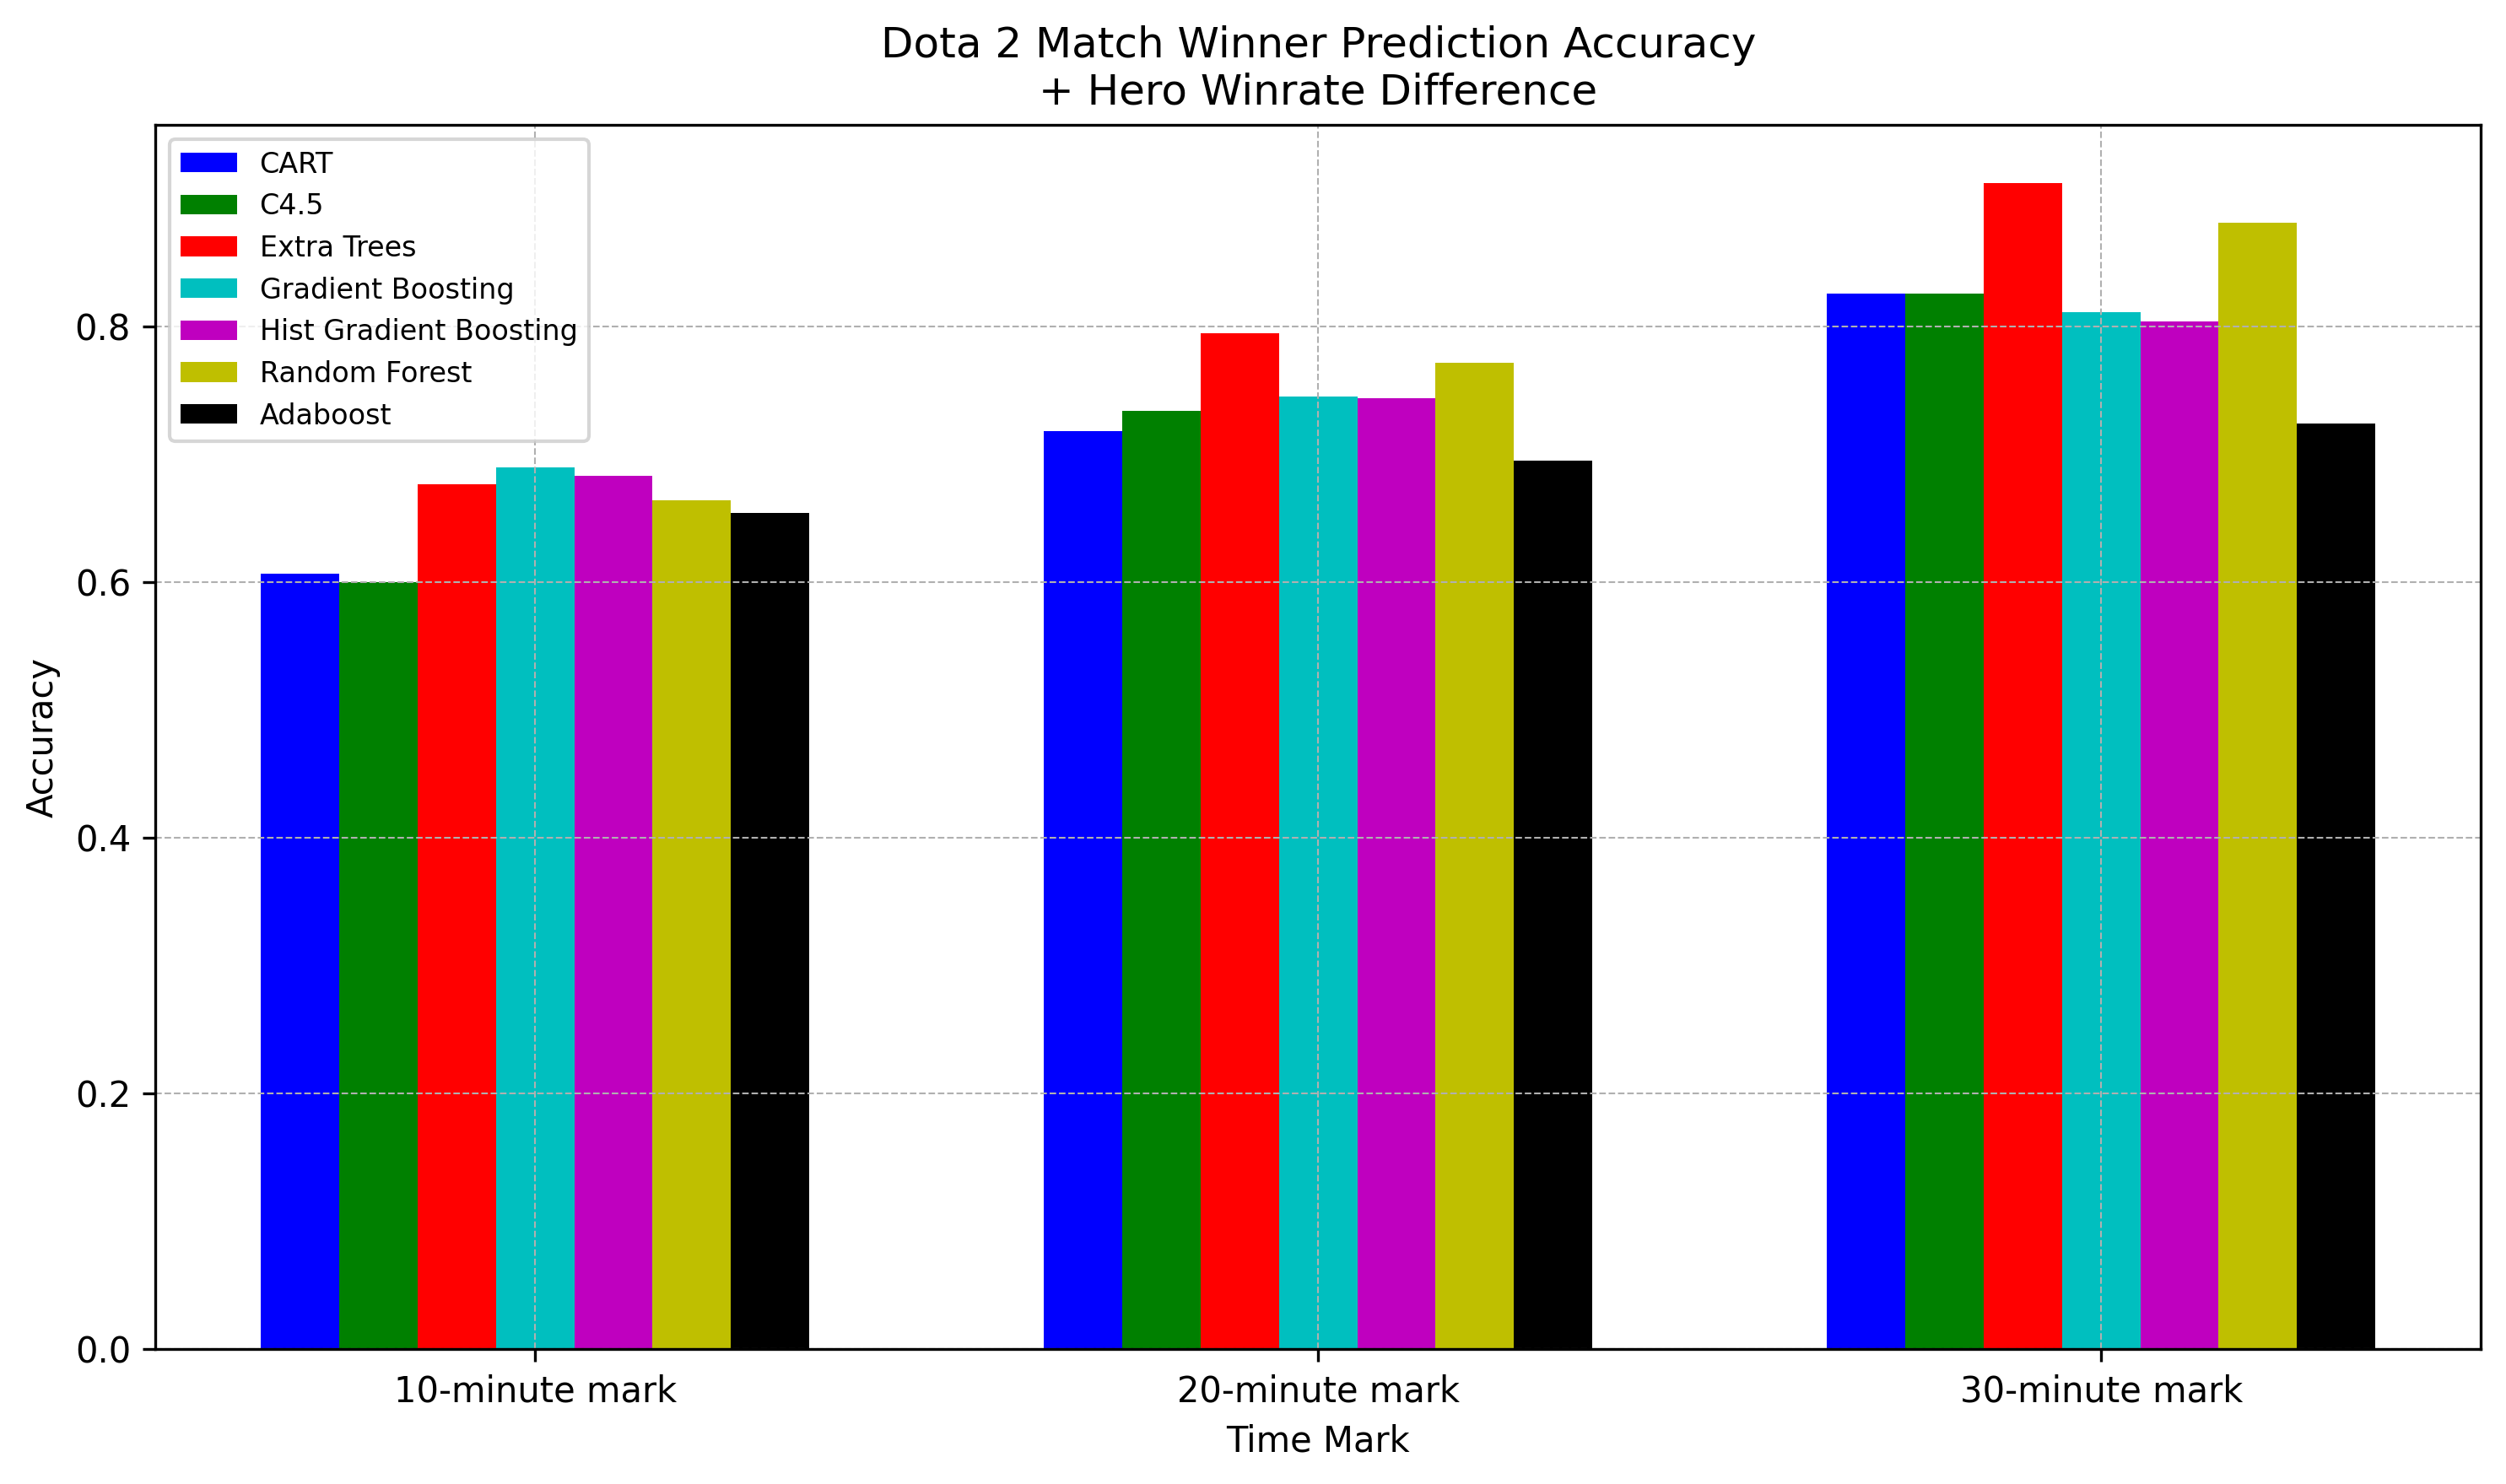 Dota 2 Match Winner Prediction Accuracy
+ Hero Winrate Difference
CART
C4.5
Extra Trees
Gradient Boosting
Hist Gradient Boosting
Random Forest
Adaboost
Accuracy
0.8
0.6
0.4
0.2
0.0
10-minute mark
20-minute mark
30-minute mark
Time Mark